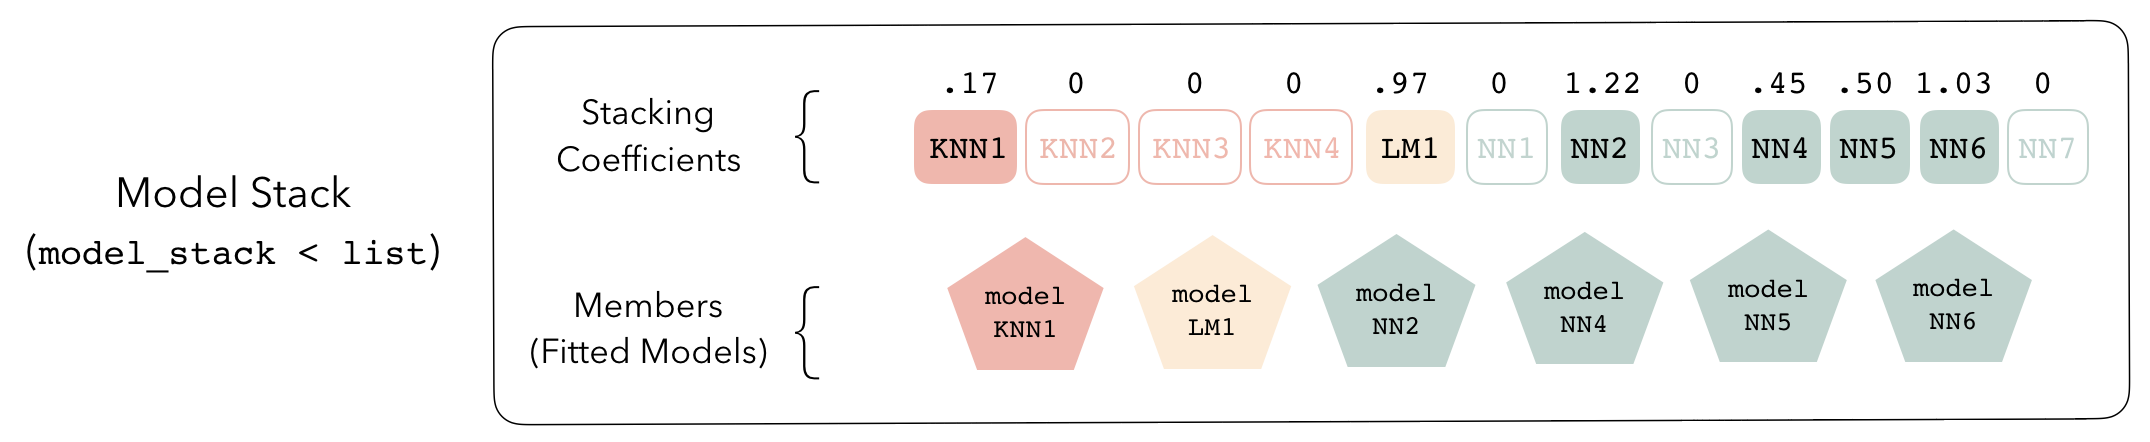 Model Stack
(model_stack < list)
Stacking
Coefficients
.17 0 0 0 .97 0 1.22 0 .45 .50 1.03 0
KNN1 KNN2 KNN3 KNN4 LM1 NN1 NN2 NN3 NN4 NN5 NN6 NN7
Members
(Fitted Models)
model model model model model model
KNN1 LM1 NN2 NN4 NN5 NN6